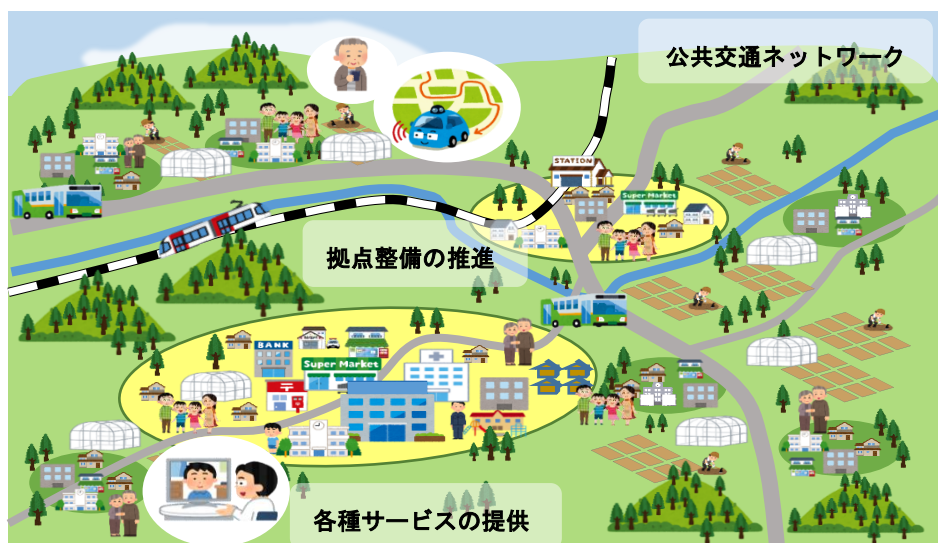 公共交通ネットワーク
STATION
Super Market
拠点整備の推進
BANK
Super Market
各種サービスの提供